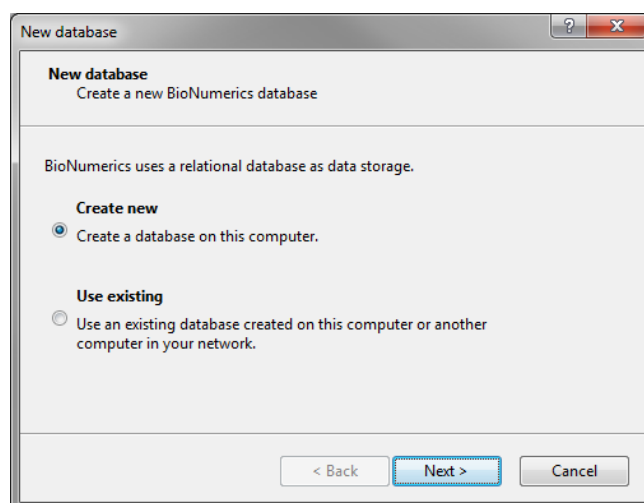 New database
?
X
New database
Create a new BioNumerics database
BioNumerics uses a relational database as data storage.
Create new
Create a database on this computer.
Use existing
Use an existing database created on this computer or another
computer in your network.
< Back
Next >
Cancel